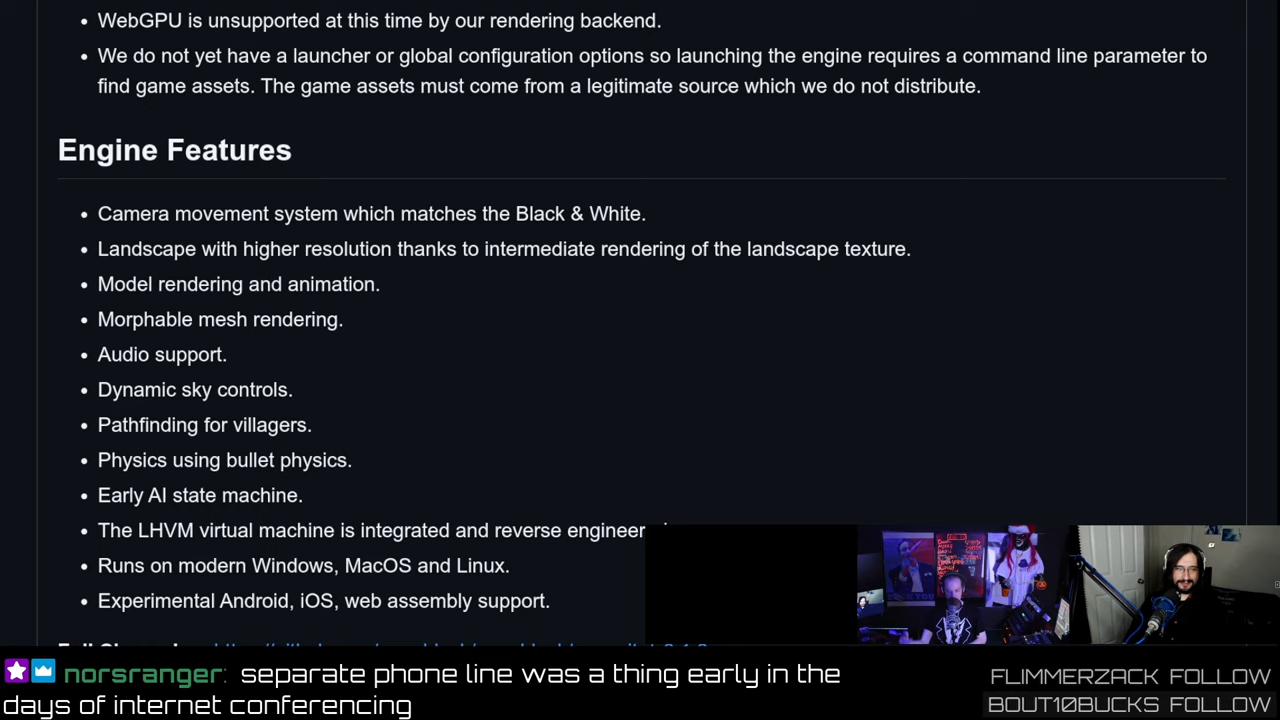 WebGPU is unsupported at this time by our rendering backend.
We do not yet have a launcher or global configuration options so launching the engine requires a command line parameter to
find game assets. The game assets must come from a legitimate source which we do not distribute.
Engine Features
Camera movement system which matches the Black & White.
Landscape with higher resolution thanks to intermediate rendering of the landscape texture.
Model rendering and animation.
Morphable mesh rendering.
Audio support.
Dynamic sky controls.
Pathfinding for villagers.
Physics using bullet physics.
Early AI state machine.
The LHVM virtual machine is integrated and reverse engineer
Runs on modern Windows, MacOS and Linux.
Experimental Android, iOS, web assembly support.
norsranger: separate phone line was a thing early in the
days of internet conferencing
FLIMMERZACK FOLLOW
BOUT10BUCKS FOLLOW